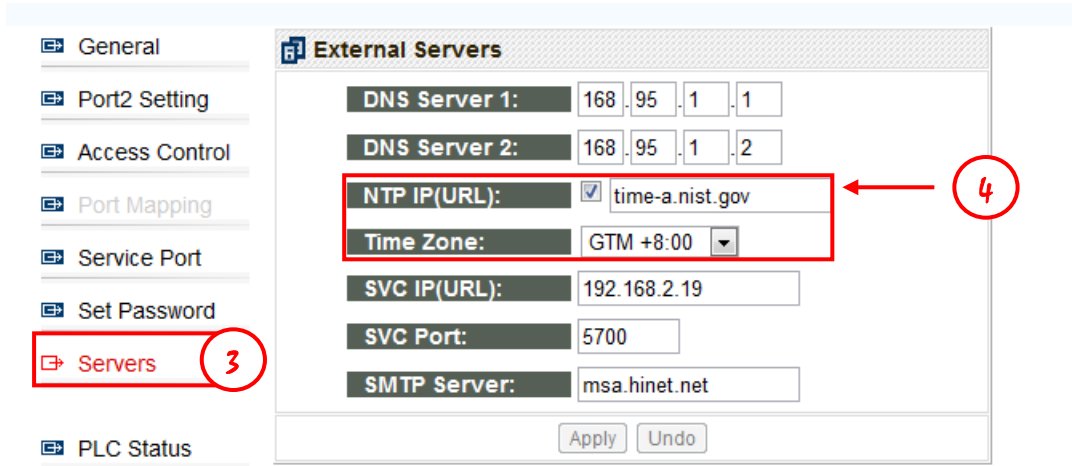 General
Port2 Setting
Access Control
Port Mapping
Service Port
Set Password
Servers
3
PLC Status
External Servers
DNS Server 1: 168 .95 .1 .1
DNS Server 2: 168 .95 .1 .2
NTP IP(URL): time-a.nist.gov
4
Time Zone: GTM +8:00
SVC IP(URL): 192.168.2.19
SVC Port: 5700
SMTP Server: msa.hinet.net
Apply Undo